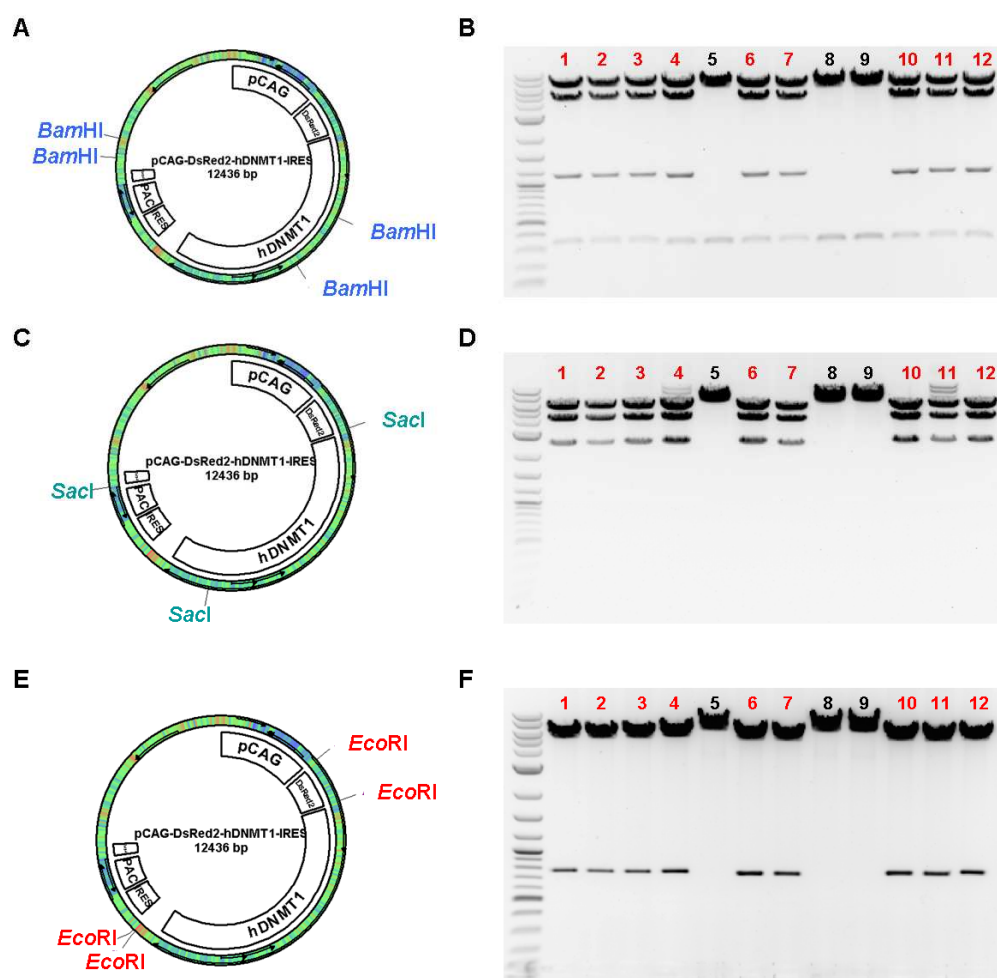 A
pCAG
DsRed2
BamHI
BamHI
pCAG-DsRed2-hDNMT1-IRES
12436 bp
PAC
RES
hDNMT1
BamHI
BamHI
B
1 2 3 4 5 6 7 8 9 10 11 12
C
pCAG
DsRed2
SacI
pCAG-DsRed2-hDNMT1-IRES
12436 bp
SacI
PAC
RES
hDNMT1
SacI
D
1 2 3 4 5 6 7 8 9 10 11 12
E
pCAG
EcoRI
DsRed2
EcoRI
pCAG-DsRed2-hDNMT1-IRES
12436 bp
PAC
RES
hDNMT1
EcoRI
EcoRI
F
1 2 3 4 5 6 7 8 9 10 11 12